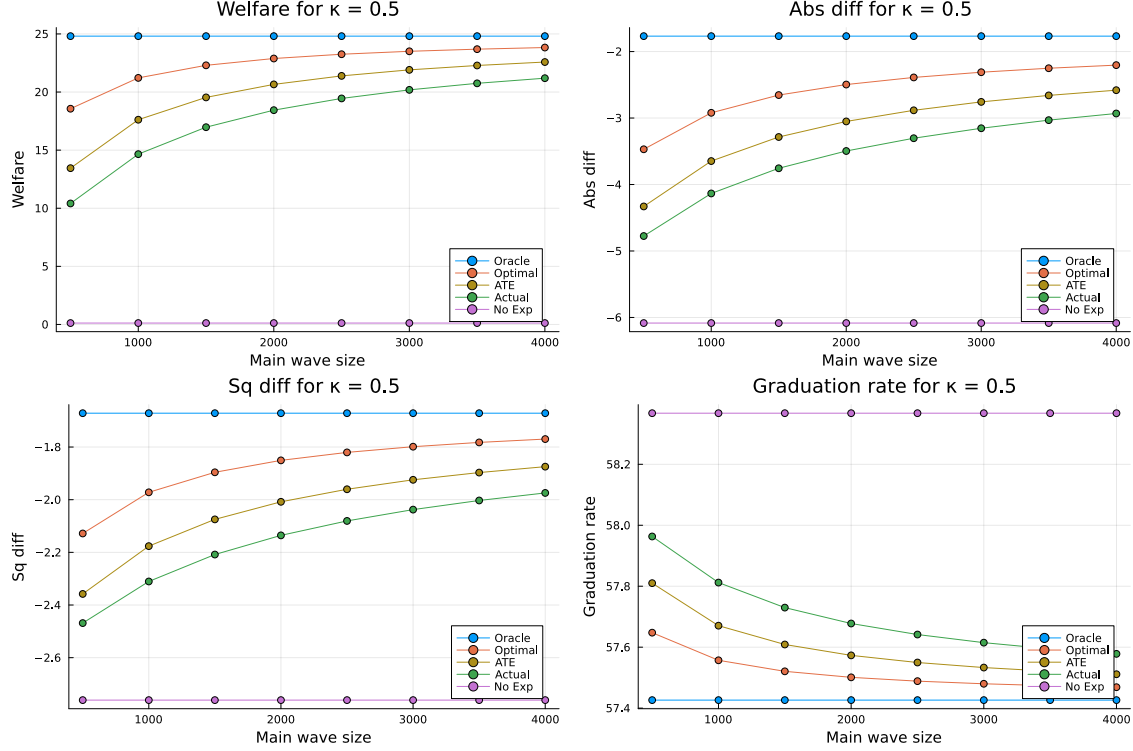 Welfare for κ = 0.5
Welfare
25
20
15
10
5
0
1000
2000
3000
4000
Main wave size
Oracle
Optimal
ATE
Actual
No Exp
Abs diff for κ = 0.5
Abs diff
−2
−3
−4
−5
−6
1000
2000
3000
4000
Main wave size
Oracle
Optimal
ATE
Actual
No Exp
Sq diff for κ = 0.5
Sq diff
−1.8
−2.0
−2.2
−2.4
−2.6
1000
2000
3000
4000
Main wave size
Oracle
Optimal
ATE
Actual
No Exp
Graduation rate for κ = 0.5
Graduation rate
58.2
58.0
57.8
57.6
57.4
1000
2000
3000
4000
Main wave size
Oracle
Optimal
ATE
Actual
No Exp